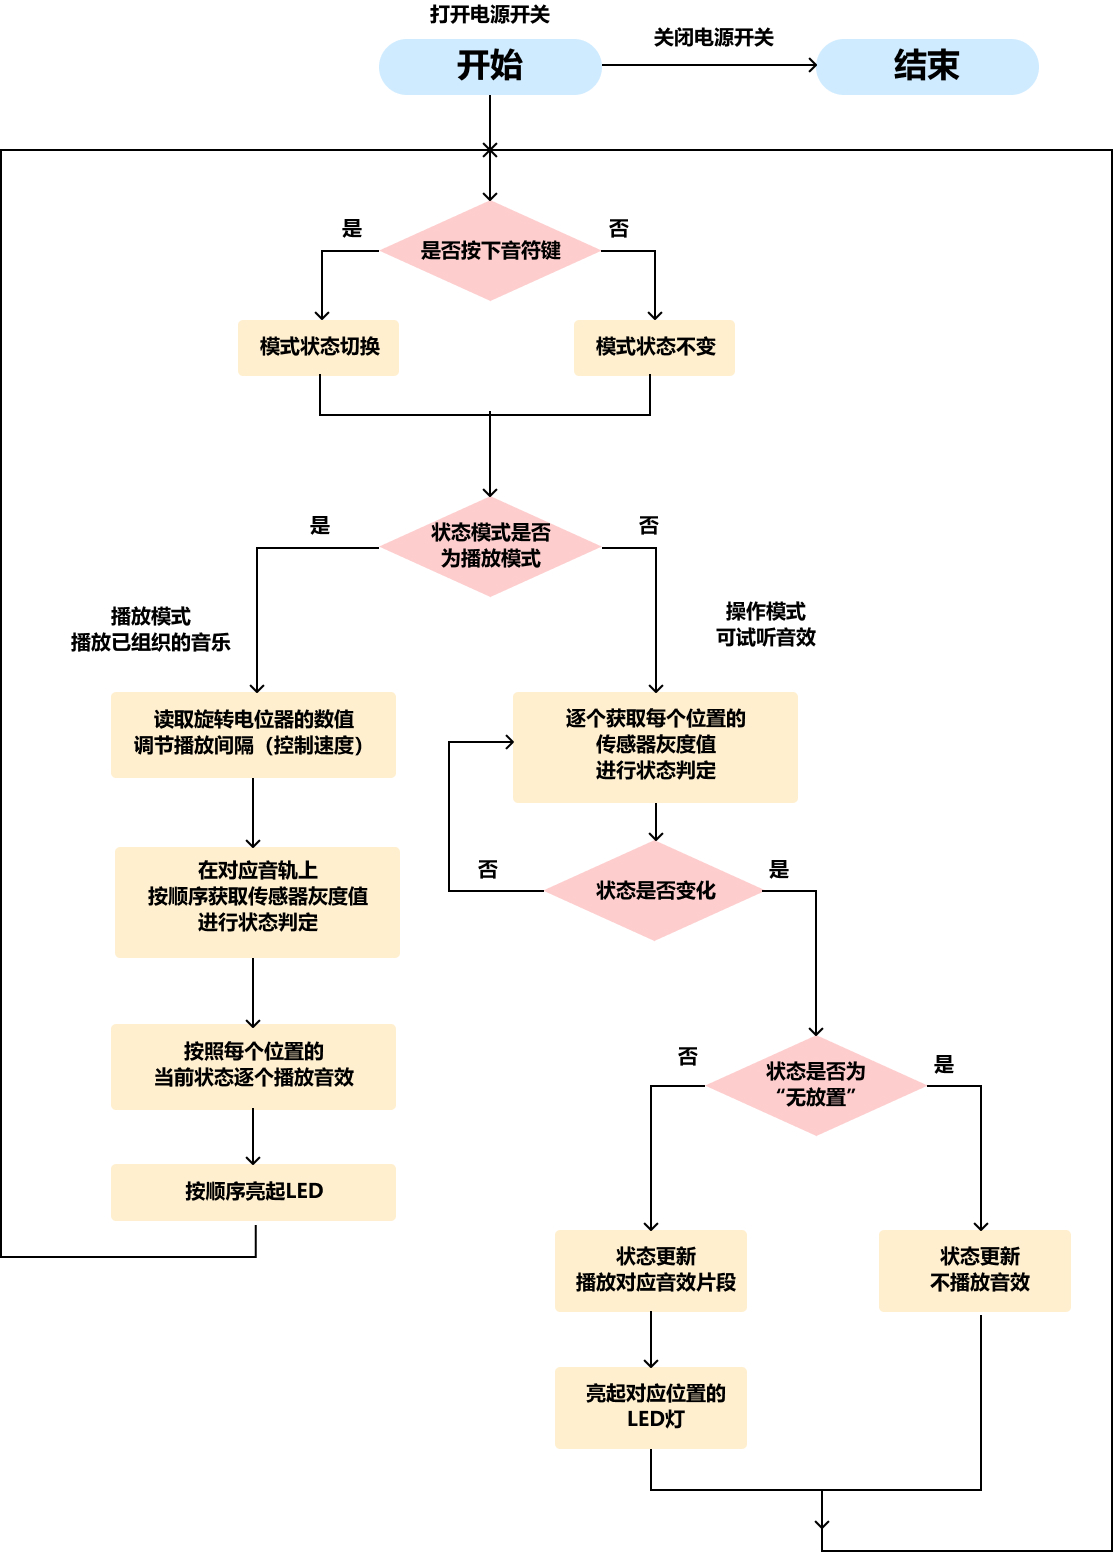 打开电源开关
开始
关闭电源开关
结束
是
是否按下音符键
否
模式状态切换
模式状态不变
是
状态模式是否
为播放模式
否
播放模式
播放已组织的音乐
操作模式
可试听音效
读取旋转电位器的数值
调节播放间隔（控制速度）
逐个获取每个位置的
传感器灰度值
进行状态判定
在对应音轨上
按顺序获取传感器灰度值
进行状态判定
否
状态是否变化
是
按照每个位置的
当前状态逐个播放音效
否
状态是否为
“无放置”
是
按顺序亮起LED
状态更新
播放对应音效片段
状态更新
不播放音效
亮起对应位置的
LED灯